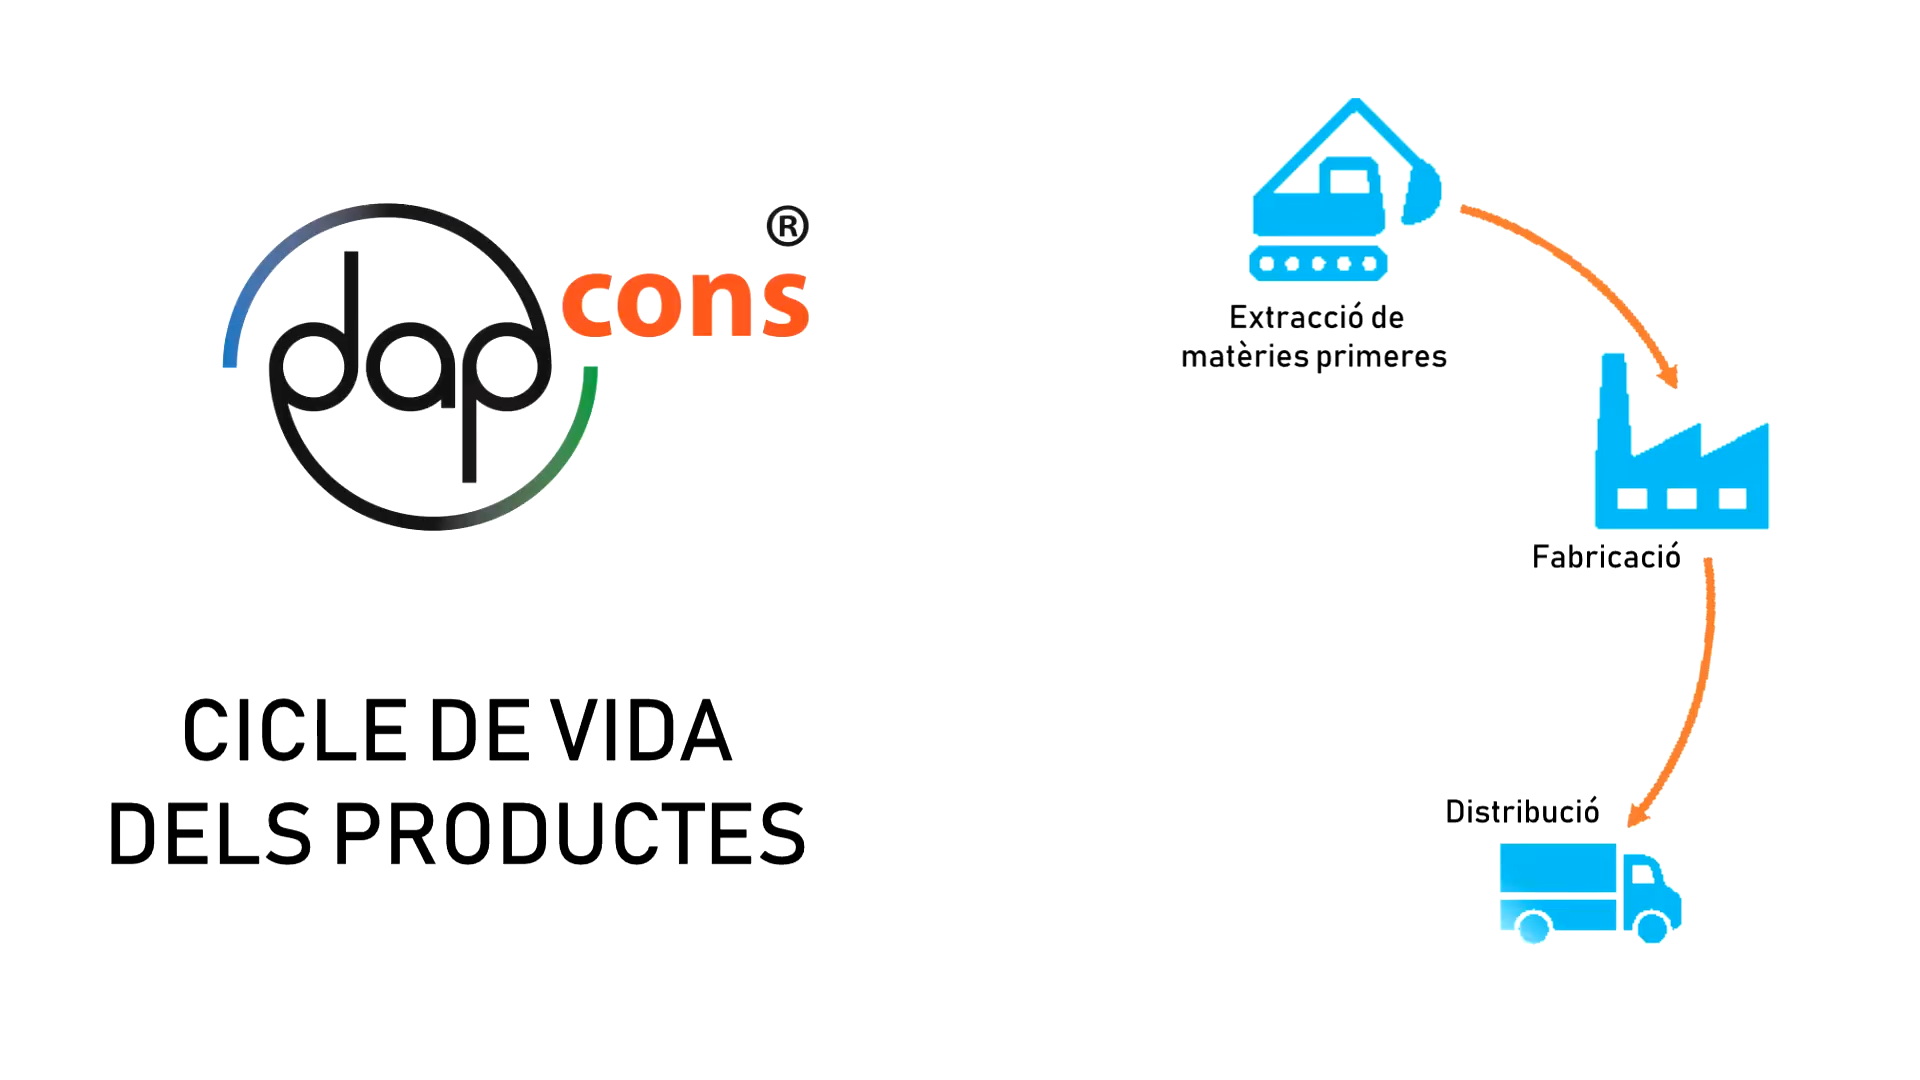 dap cons®
CICLE DE VIDA
DELS PRODUCTES
Extracció de
matèries primeres
Fabricació
Distribució